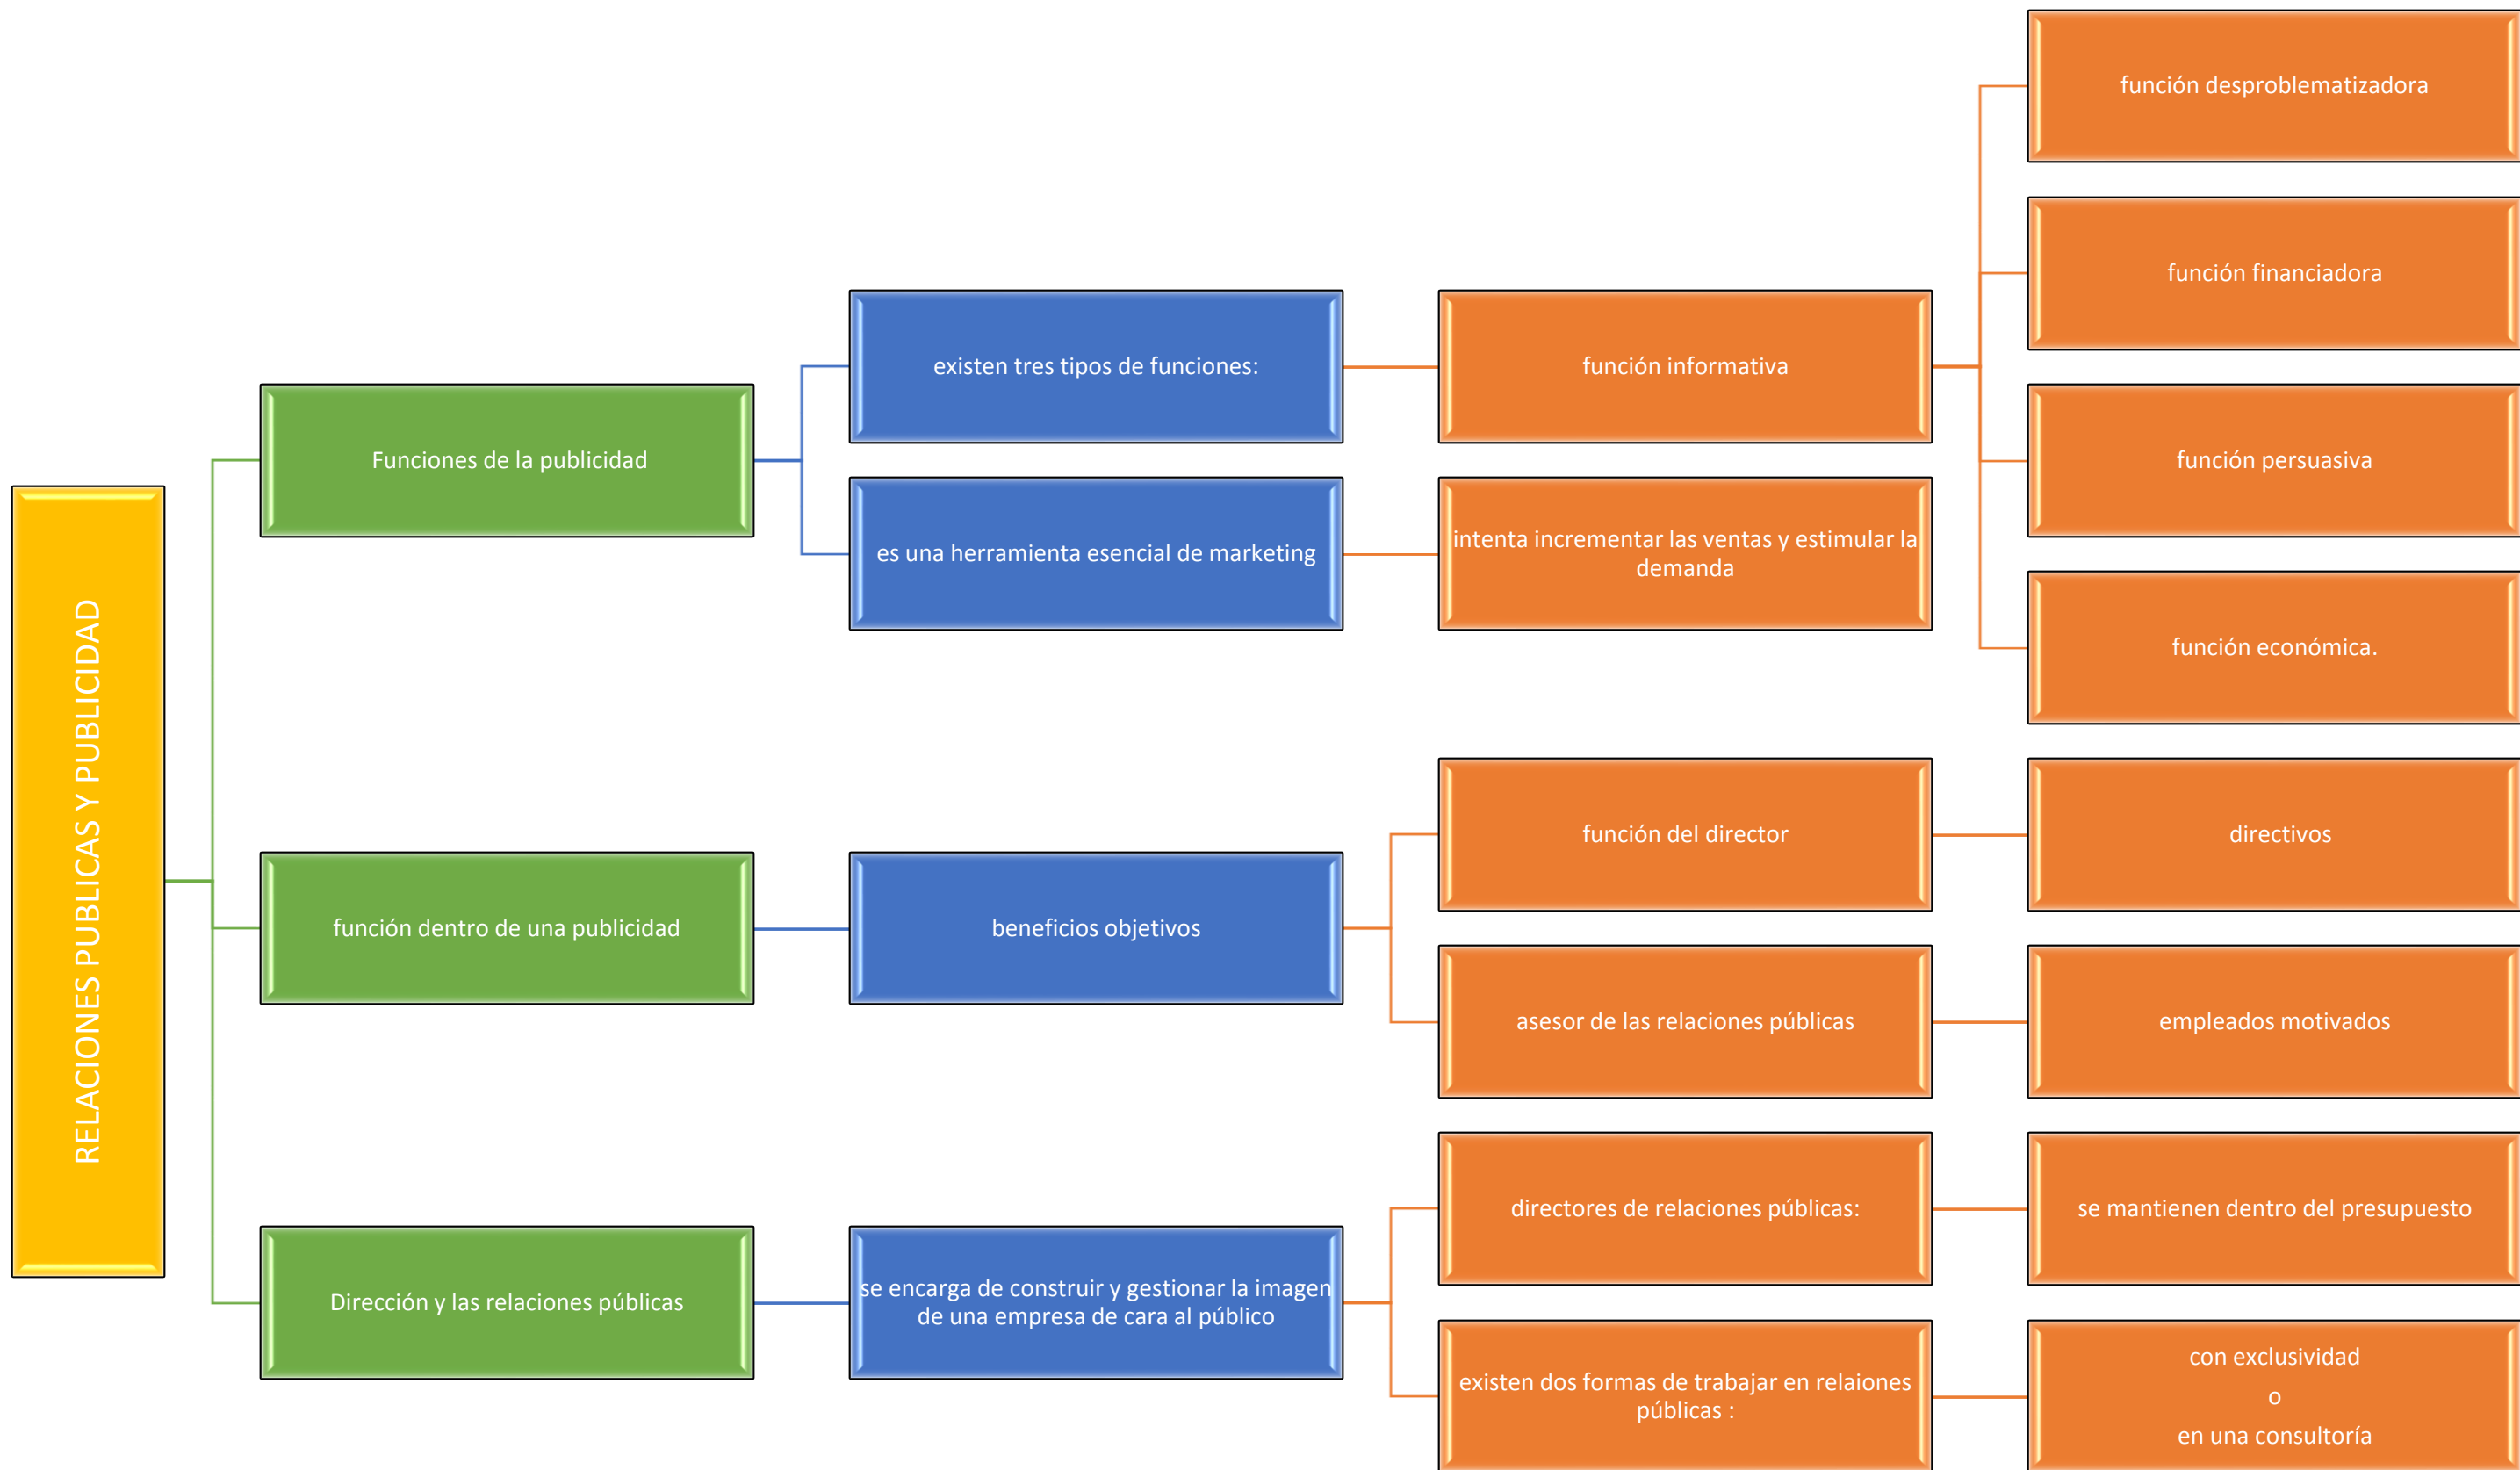 RELACIONES PUBLICAS Y PUBLICIDAD
Funciones de la publicidad
existen tres tipos de funciones:
función informativa
función desproblematizadora
función financiadora
función persuasiva
función económica.
es una herramienta esencial de marketing
intenta incrementar las ventas y estimular la
demanda
función dentro de una publicidad
beneficios objetivos
función del director
directivos
asesor de las relaciones públicas
empleados motivados
Dirección y las relaciones públicas
se encarga de construir y gestionar la imagen
de una empresa de cara al público
directores de relaciones públicas:
se mantienen dentro del presupuesto
existen dos formas de trabajar en relaiones
públicas :
con exclusividad
o
en una consultoría